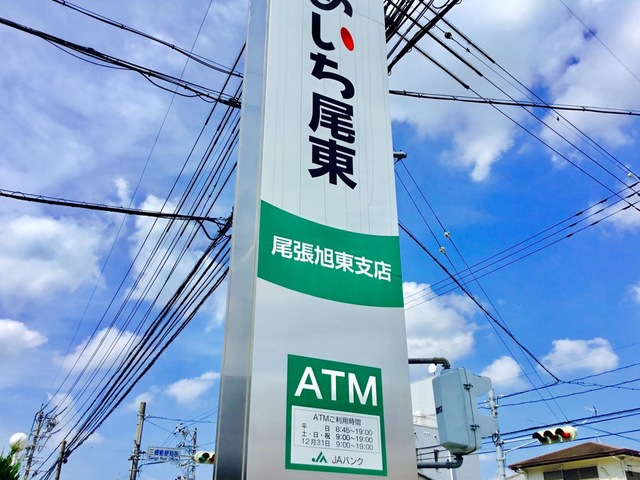 あいち尾東
尾張旭東支店
ATM
ATMご利用時間
平　日 8:45〜19:00
土・日・祝 9:00〜19:00
12月31日 9:00〜19:00
JAバンク